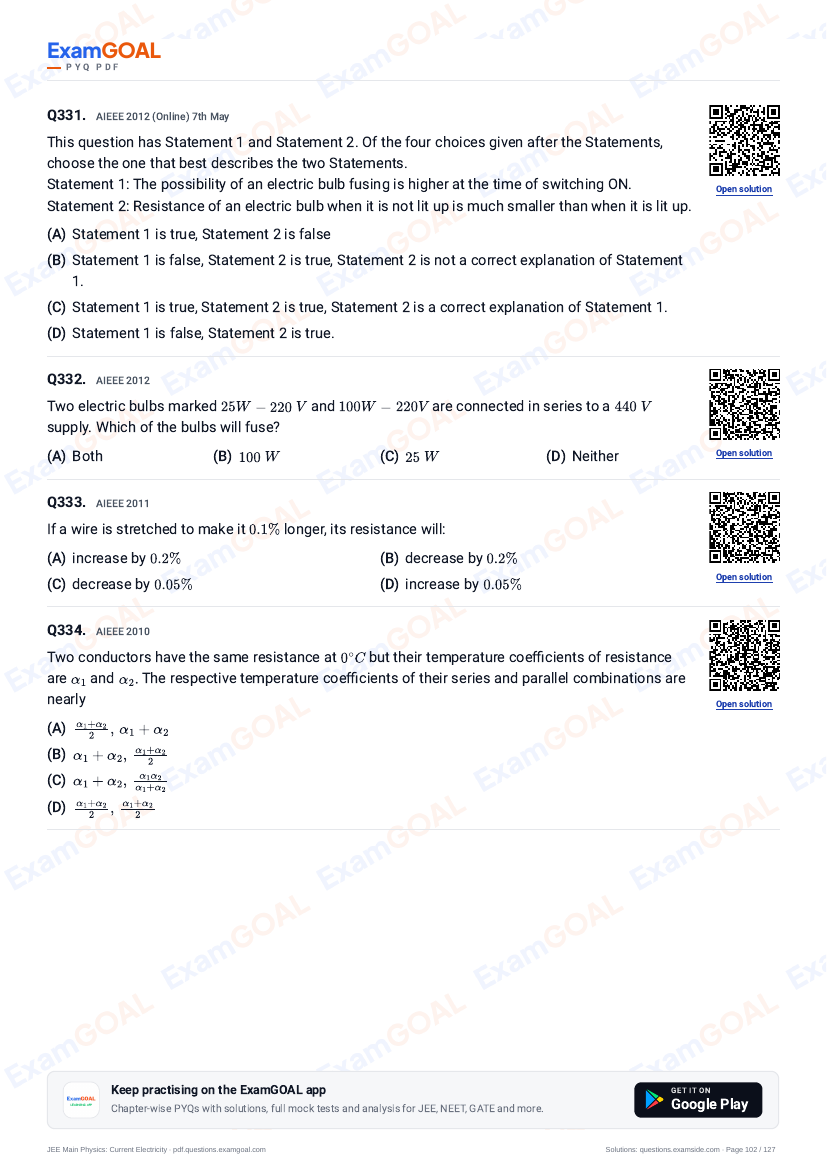 ExamGOAL
PYQ PDF
Q331. AIEEE 2012 (Online) 7th May
This question has Statement 1 and Statement 2. Of the four choices given after the Statements,
choose the one that best describes the two Statements.
Statement 1: The possibility of an electric bulb fusing is higher at the time of switching ON.
Statement 2: Resistance of an electric bulb when it is not lit up is much smaller than when it is lit up.
Open solution
(A) Statement 1 is true, Statement 2 is false
(B) Statement 1 is false, Statement 2 is true, Statement 2 is not a correct explanation of Statement
1.
(C) Statement 1 is true, Statement 2 is true, Statement 2 is a correct explanation of Statement 1.
(D) Statement 1 is false, Statement 2 is true.
Q332. AIEEE 2012
Two electric bulbs marked 25W − 220 V and 100W − 220V are connected in series to a 440 V
supply. Which of the bulbs will fuse?
(A) Both (B) 100 W (C) 25 W (D) Neither
Open solution
Q333. AIEEE 2011
If a wire is stretched to make it 0.1% longer, its resistance will:
(A) increase by 0.2% (B) decrease by 0.2%
(C) decrease by 0.05% (D) increase by 0.05%
Open solution
Q334. AIEEE 2010
Two conductors have the same resistance at 0°C but their temperature coefficients of resistance
are α₁ and α₂. The respective temperature coefficients of their series and parallel combinations are
nearly
Open solution
(A) (α₁+α₂)/2, α₁ + α₂
(B) α₁ + α₂, (α₁+α₂)/2
(C) α₁ + α₂, α₁α₂/(α₁+α₂)
(D) (α₁+α₂)/2, (α₁+α₂)/2
Keep practising on the ExamGOAL app
Chapter-wise PYQs with solutions, full mock tests and analysis for JEE, NEET, GATE and more.
GET IT ON
Google Play
JEE Main Physics: Current Electricity · pdf.questions.examgoal.com
Solutions: questions.examside.com · Page 102 / 127